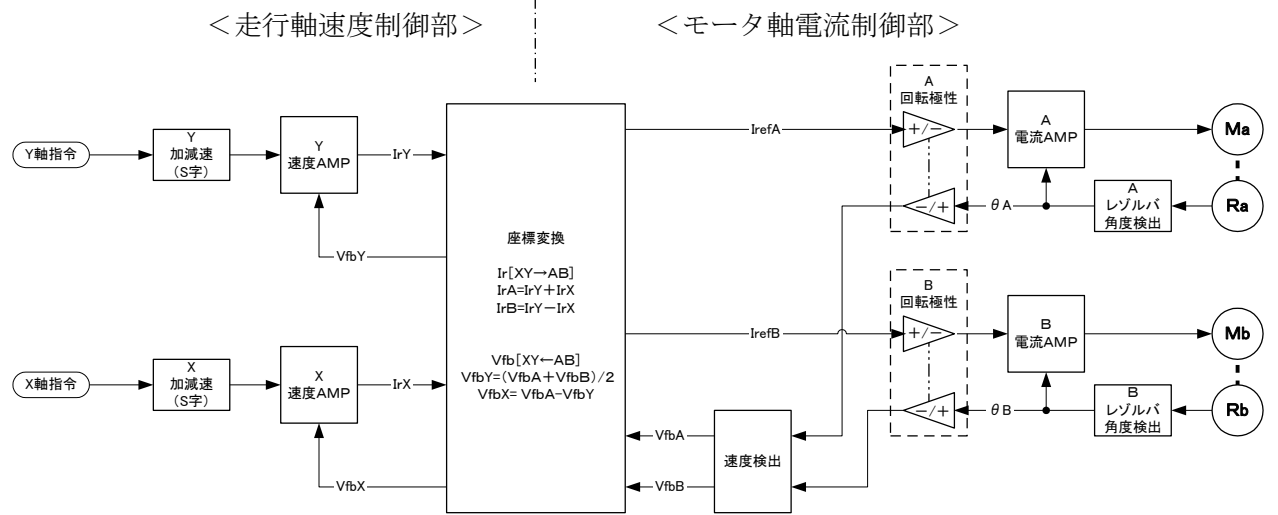 ＜走行軸速度制御部＞
＜モータ軸電流制御部＞
Y軸指令
Y
加減速
(S字)
Y
速度AMP
IrY
VfbY
X軸指令
X
加減速
(S字)
X
速度AMP
IrX
VfbX
座標変換
Ir[XY→AB]
IrA=IrY＋IrX
IrB=IrY－IrX
Vfb[XY←AB]
VfbY=(VfbA＋VfbB)/2
VfbX= VfbA-VfbY
IrefA
A
回転極性
+/−
−/+
A
電流AMP
Ma
θA
A
レゾルバ
角度検出
Ra
IrefB
B
回転極性
+/−
−/+
B
電流AMP
Mb
θB
B
レゾルバ
角度検出
Rb
VfbA
VfbB
速度検出